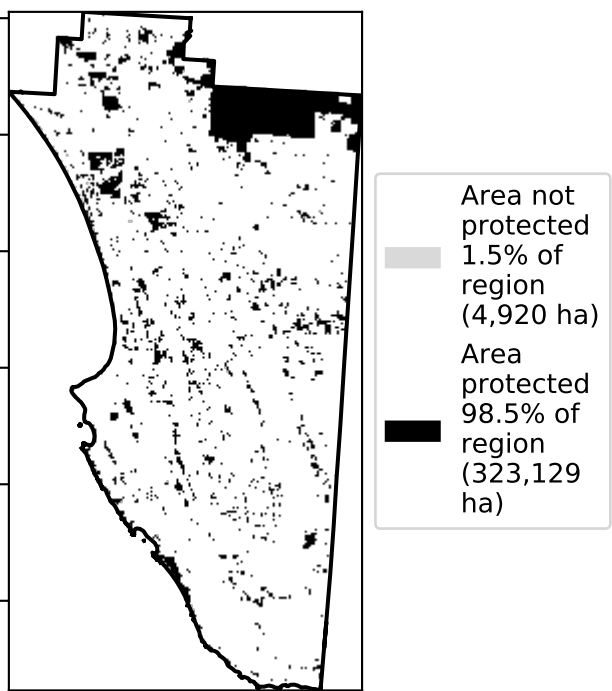 Area not
protected
1.5% of
region
(4,920 ha)
Area
protected
98.5% of
region
(323,129
ha)